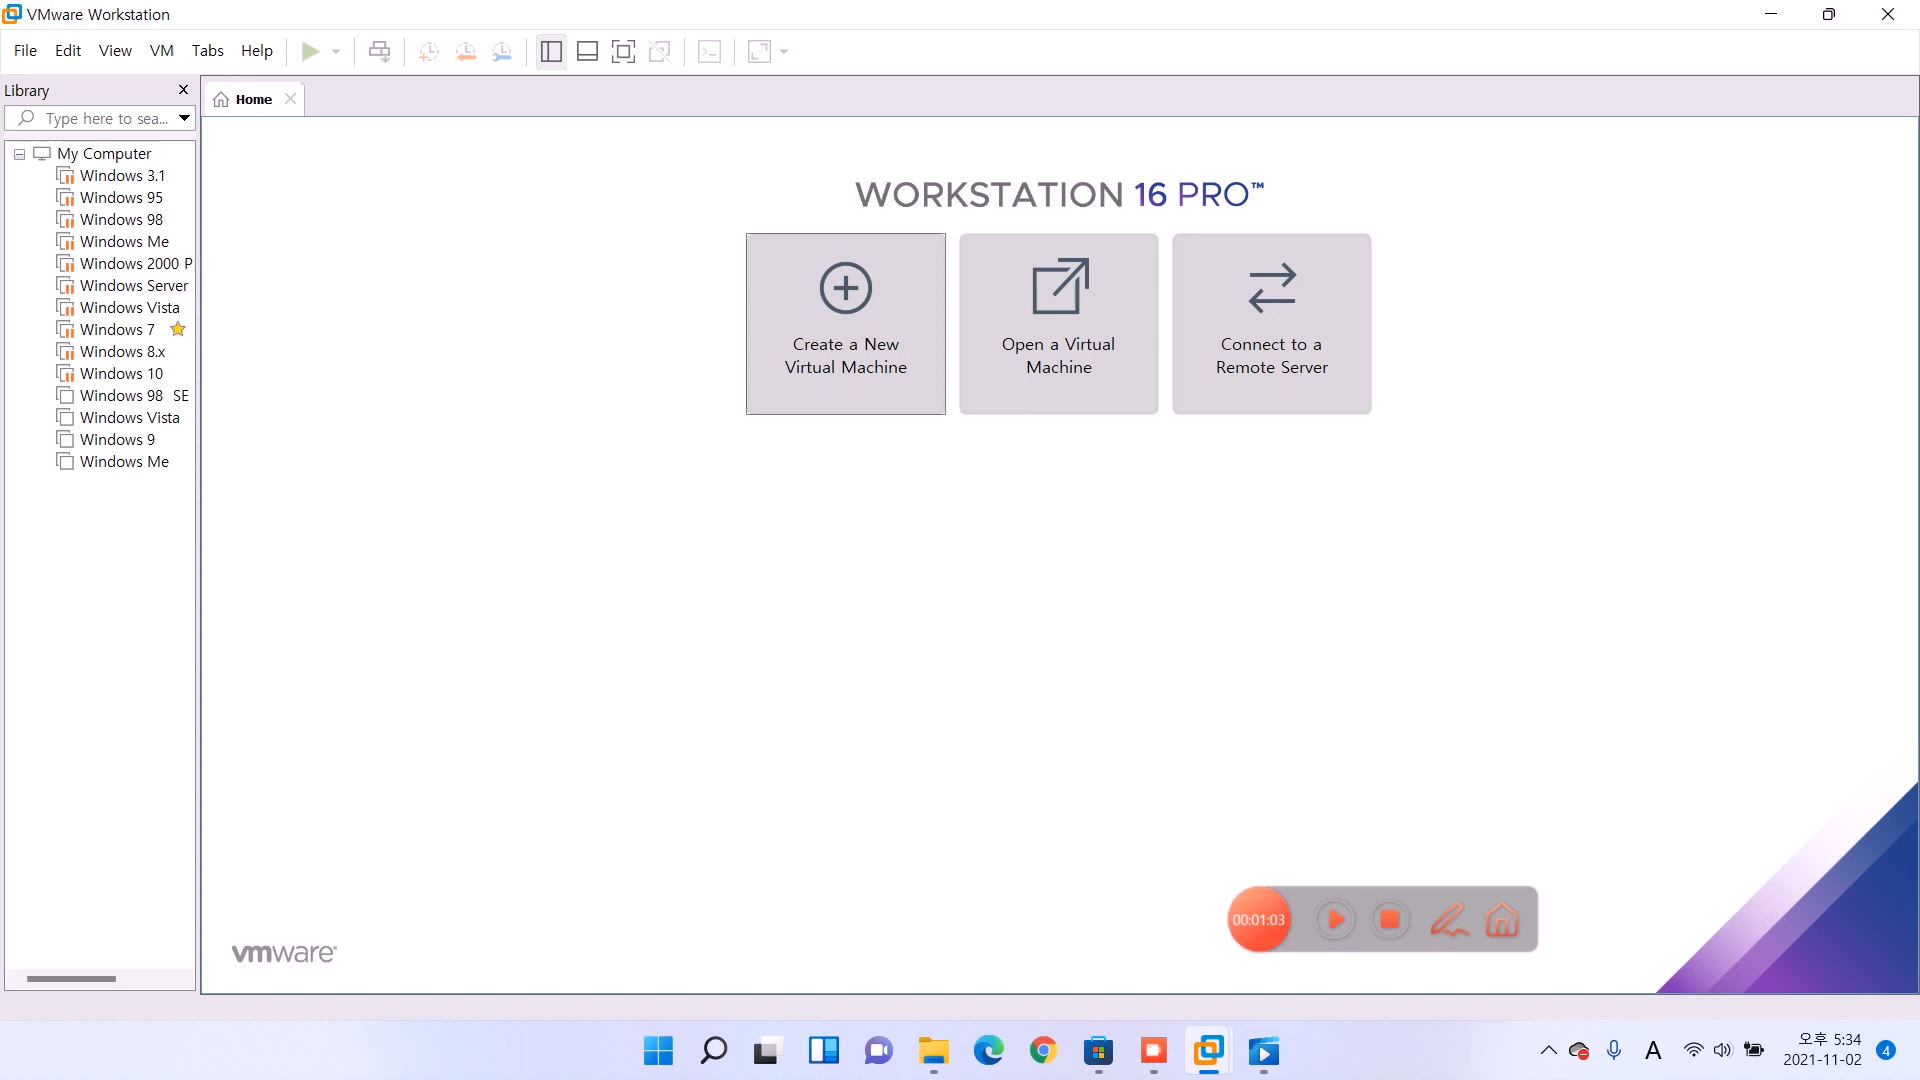 VMware Workstation
File Edit View VM Tabs Help
Library
Type here to sea...
Home
My Computer
Windows 3.1
Windows 95
Windows 98
Windows Me
Windows 2000 P
Windows Server
Windows Vista
Windows 7
Windows 8.x
Windows 10
Windows 98 SE
Windows Vista
Windows 9
Windows Me
WORKSTATION 16 PRO™
Create a New
Virtual Machine
Open a Virtual
Machine
Connect to a
Remote Server
00:01:03
vmware
A
오후 5:34
2021-11-02
4